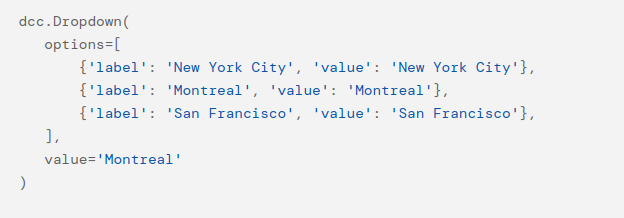 dcc.Dropdown(
   options=[
       {'label': 'New York City', 'value': 'New York City'},
       {'label': 'Montreal', 'value': 'Montreal'},
       {'label': 'San Francisco', 'value': 'San Francisco'},
   ],
   value='Montreal'
)